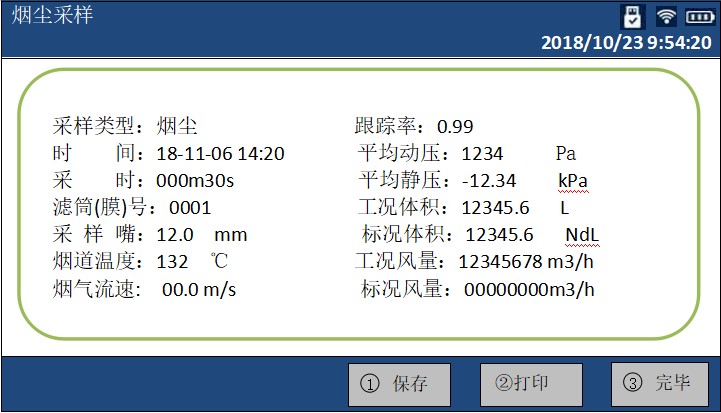 烟尘采样
2018/10/23 9:54:20
采样类型：烟尘 跟踪率：0.99
时 间：18-11-06 14:20 平均动压：1234 Pa
采 时：000m30s 平均静压：-12.34 kPa
滤筒(膜)号：0001 工况体积：12345.6 L
采 样 嘴：12.0 mm 标况体积：12345.6 NdL
烟道温度：132 ℃ 工况风量：12345678 m3/h
烟气流速: 00.0 m/s 标况风量：00000000m3/h
① 保存 ②打印 ③ 完毕